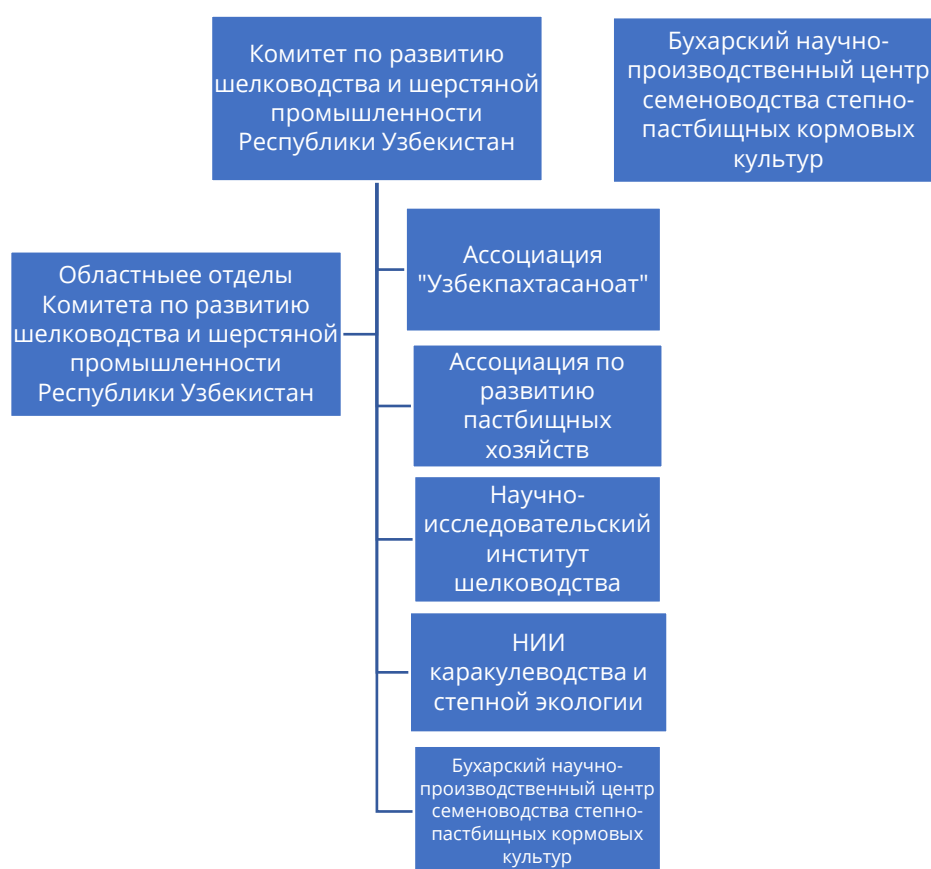 Комитет по развитию
шелководства и шерстяной
промышленности
Республики Узбекистан
Бухарский научно-
производственный центр
семеноводства степно-
пастбищных кормовых
культур
Ассоциация
"Узбекпахтасаноат"
Областныее отделы
Комитета по развитию
шелководства и шерстяной
промышленности
Республики Узбекистан
Ассоциация по
развитию
пастбищных
хозяйств
Научно-
исследовательский
институт
шелководства
НИИ
каракулеводства и
степной экологии
Бухарский научно-
производственный центр
семеноводства степно-
пастбищных кормовых
культур